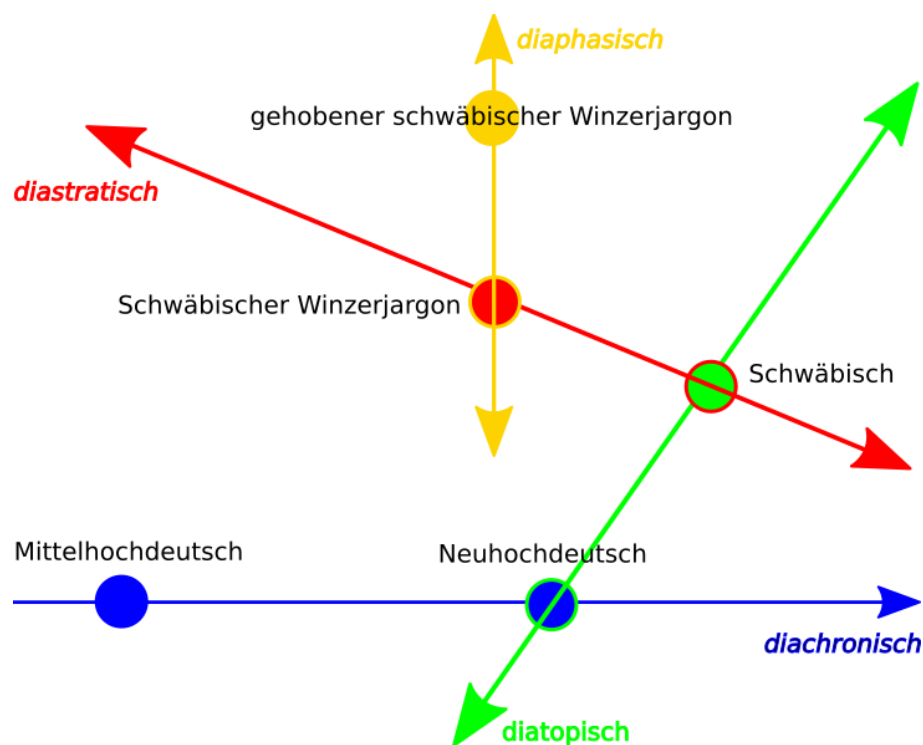 diaphasisch
gehobener schwäbischer Winzerjargon
diastratisch
Schwäbischer Winzerjargon
Schwäbisch
Mittelhochdeutsch
Neuhochdeutsch
diachronisch
diatopisch